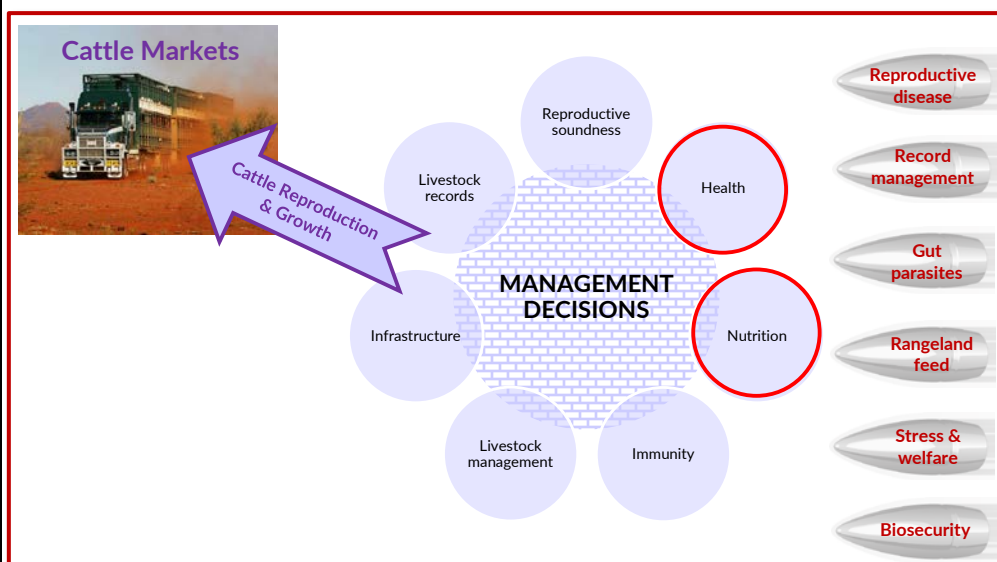 Cattle Markets
Cattle Reproduction
& Growth
Reproductive
soundness
Livestock
records
Health
MANAGEMENT
DECISIONS
Infrastructure
Nutrition
Livestock
management
Immunity
Reproductive
disease
Record
management
Gut
parasites
Rangeland
feed
Stress &
welfare
Biosecurity